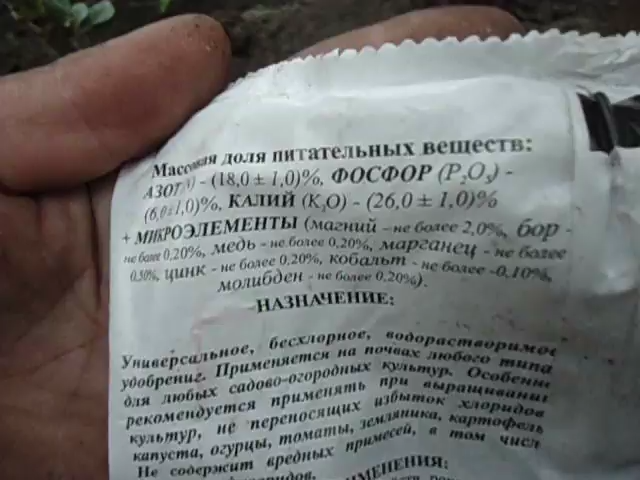 Массовая доля питательных веществ:
АЗОТ - (18,0 ± 1,0)%, ФОСФОР (P₂O₅) -
(6,0±1,0)%, КАЛИЙ (K₂O) - (26,0 ± 1,0)%
+ МИКРОЭЛЕМЕНТЫ (магний - не более 2,0%, бор -
не более 0,20%, медь - не более 0,20%, марганец - не более
0,50%, цинк - не более 0,20%, кобальт - не более -0,10%,
молибден - не более 0,20%).
НАЗНАЧЕНИЕ:
Универсальное, бесхлорное, водорастворимое
удобрение. Применяется на почвах любого типа
для любых садово-огородных культур. Особенн
рекомендуется применять при выращивани
культур, не переносящих избыток хлоридов
капуста, огурцы, томаты, земляника, картофель
Не содержит вредных примесей, в том числ